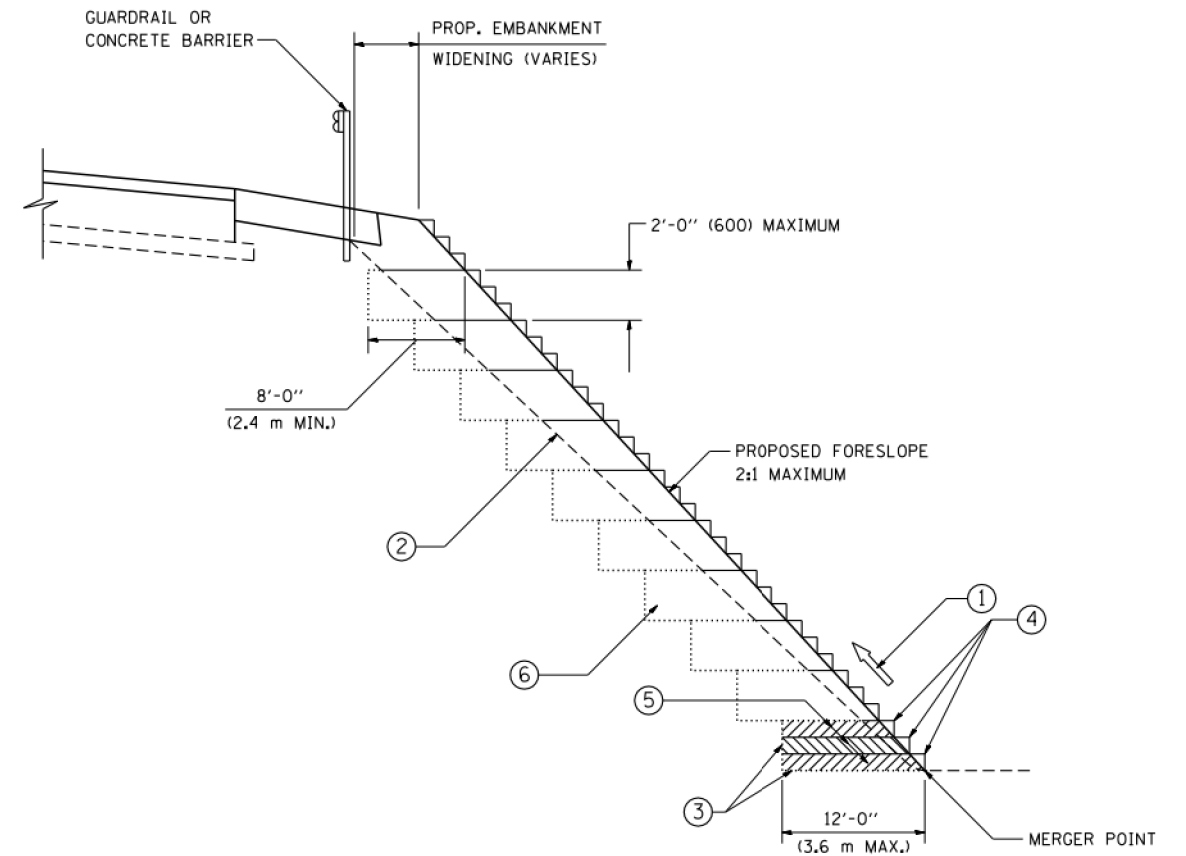 GUARDRAIL OR
CONCRETE BARRIER
PROP. EMBANKMENT
WIDENING (VARIES)
2'-0" (600) MAXIMUM
8'-0"
(2.4 m MIN.)
PROPOSED FORESLOPE
2:1 MAXIMUM
2
1
4
6
5
3
12'-0"
(3.6 m MAX.)
MERGER POINT